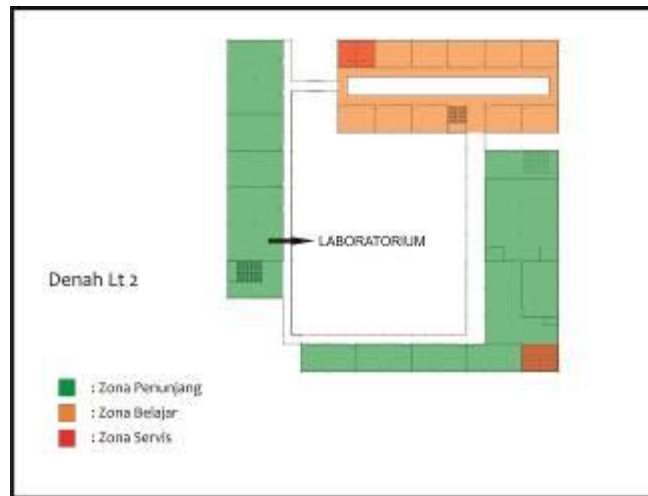 LABORATORIUM
Denah Lt 2
: Zona Penunjang
: Zona Belajar
: Zona Servis